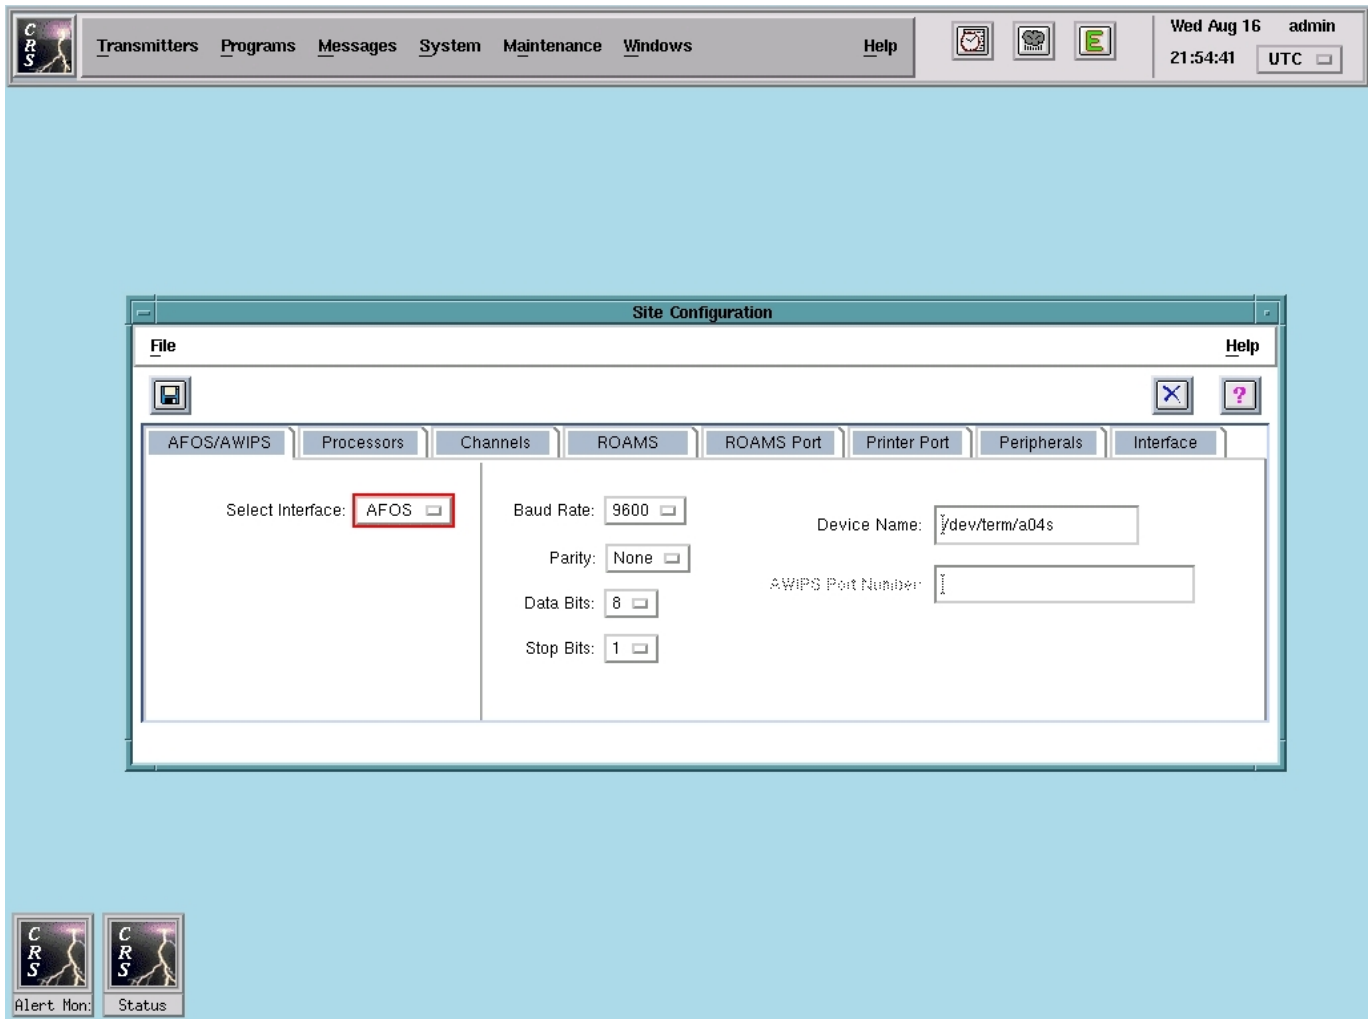 CRS
Transmitters Programs Messages System Maintenance Windows Help
E
Wed Aug 16 admin
21:54:41 UTC
Site Configuration
File Help
?
AFOS/AWIPS Processors Channels ROAMS ROAMS Port Printer Port Peripherals Interface
Select Interface: AFOS
Baud Rate: 9600
Parity: None
Data Bits: 8
Stop Bits: 1
Device Name: /dev/term/a04s
AWIPS Port Number:
CRS
Alert Mon:
CRS
Status